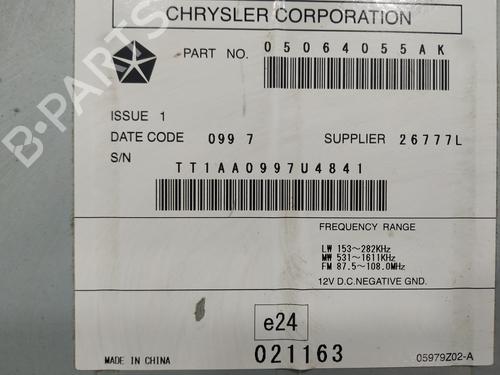 CHRYSLER CORPORATION
PART NO. 05064055AK
ISSUE 1
DATE CODE 099 7 SUPPLIER 26777L
S/N TT1AA0997U4841
FREQUENCY RANGE
LW 153~282KHz
MW 531~1611KHz
FM 87.5~108.0MHz
12V D.C.NEGATIVE GND.
e24
021163
MADE IN CHINA
05979Z02-A